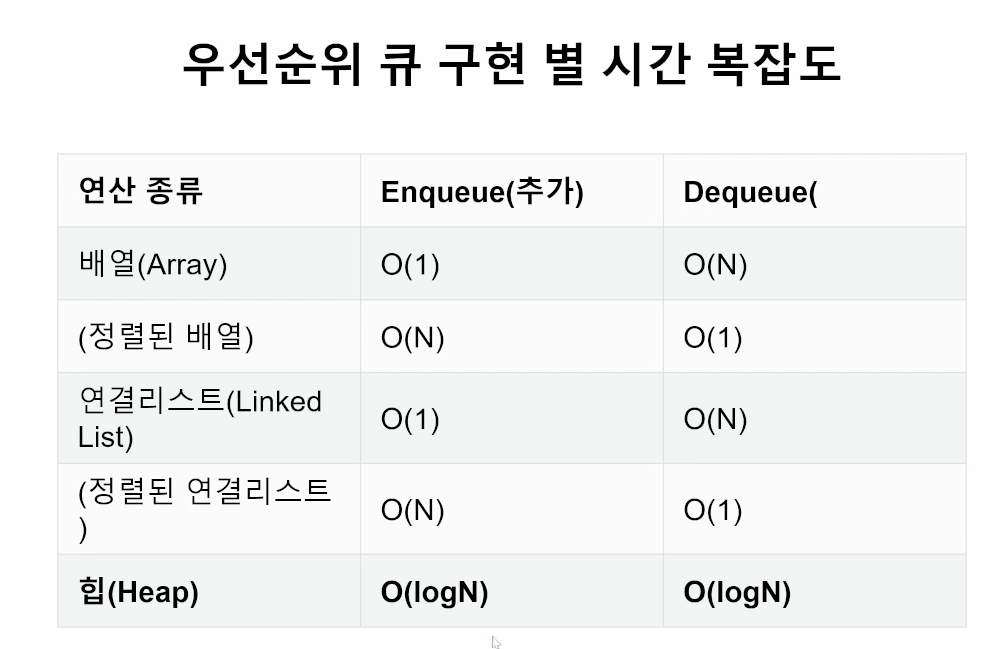 우선순위 큐 구현 별 시간 복잡도
연산 종류 Enqueue(추가) Dequeue(
배열(Array) O(1) O(N)
(정렬된 배열) O(N) O(1)
연결리스트(Linked
List) O(1) O(N)
(정렬된 연결리스트
) O(N) O(1)
힙(Heap) O(logN) O(logN)